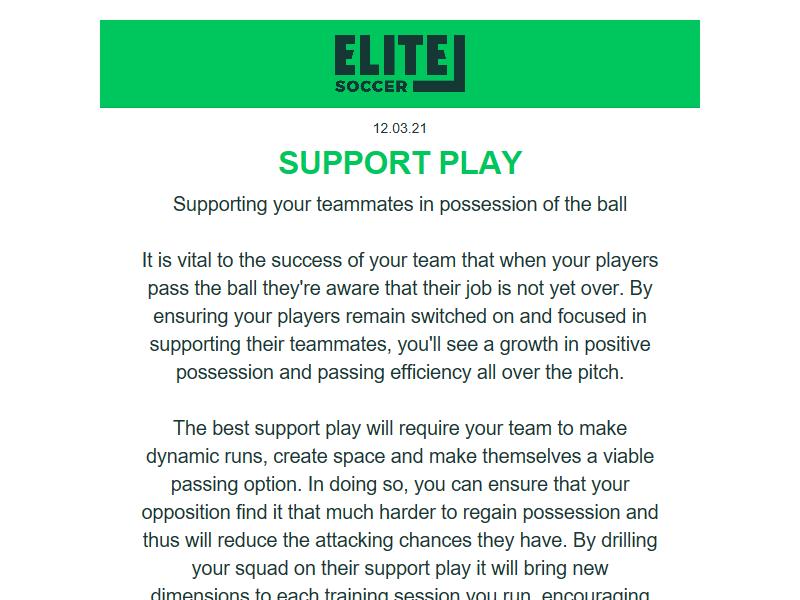 ELITE
SOCCER
12.03.21
SUPPORT PLAY
Supporting your teammates in possession of the ball
It is vital to the success of your team that when your players
pass the ball they're aware that their job is not yet over. By
ensuring your players remain switched on and focused in
supporting their teammates, you'll see a growth in positive
possession and passing efficiency all over the pitch.
The best support play will require your team to make
dynamic runs, create space and make themselves a viable
passing option. In doing so, you can ensure that your
opposition find it that much harder to regain possession and
thus will reduce the attacking chances they have. By drilling
your squad on their support play it will bring new
dimensions to each training session you run, encouraging